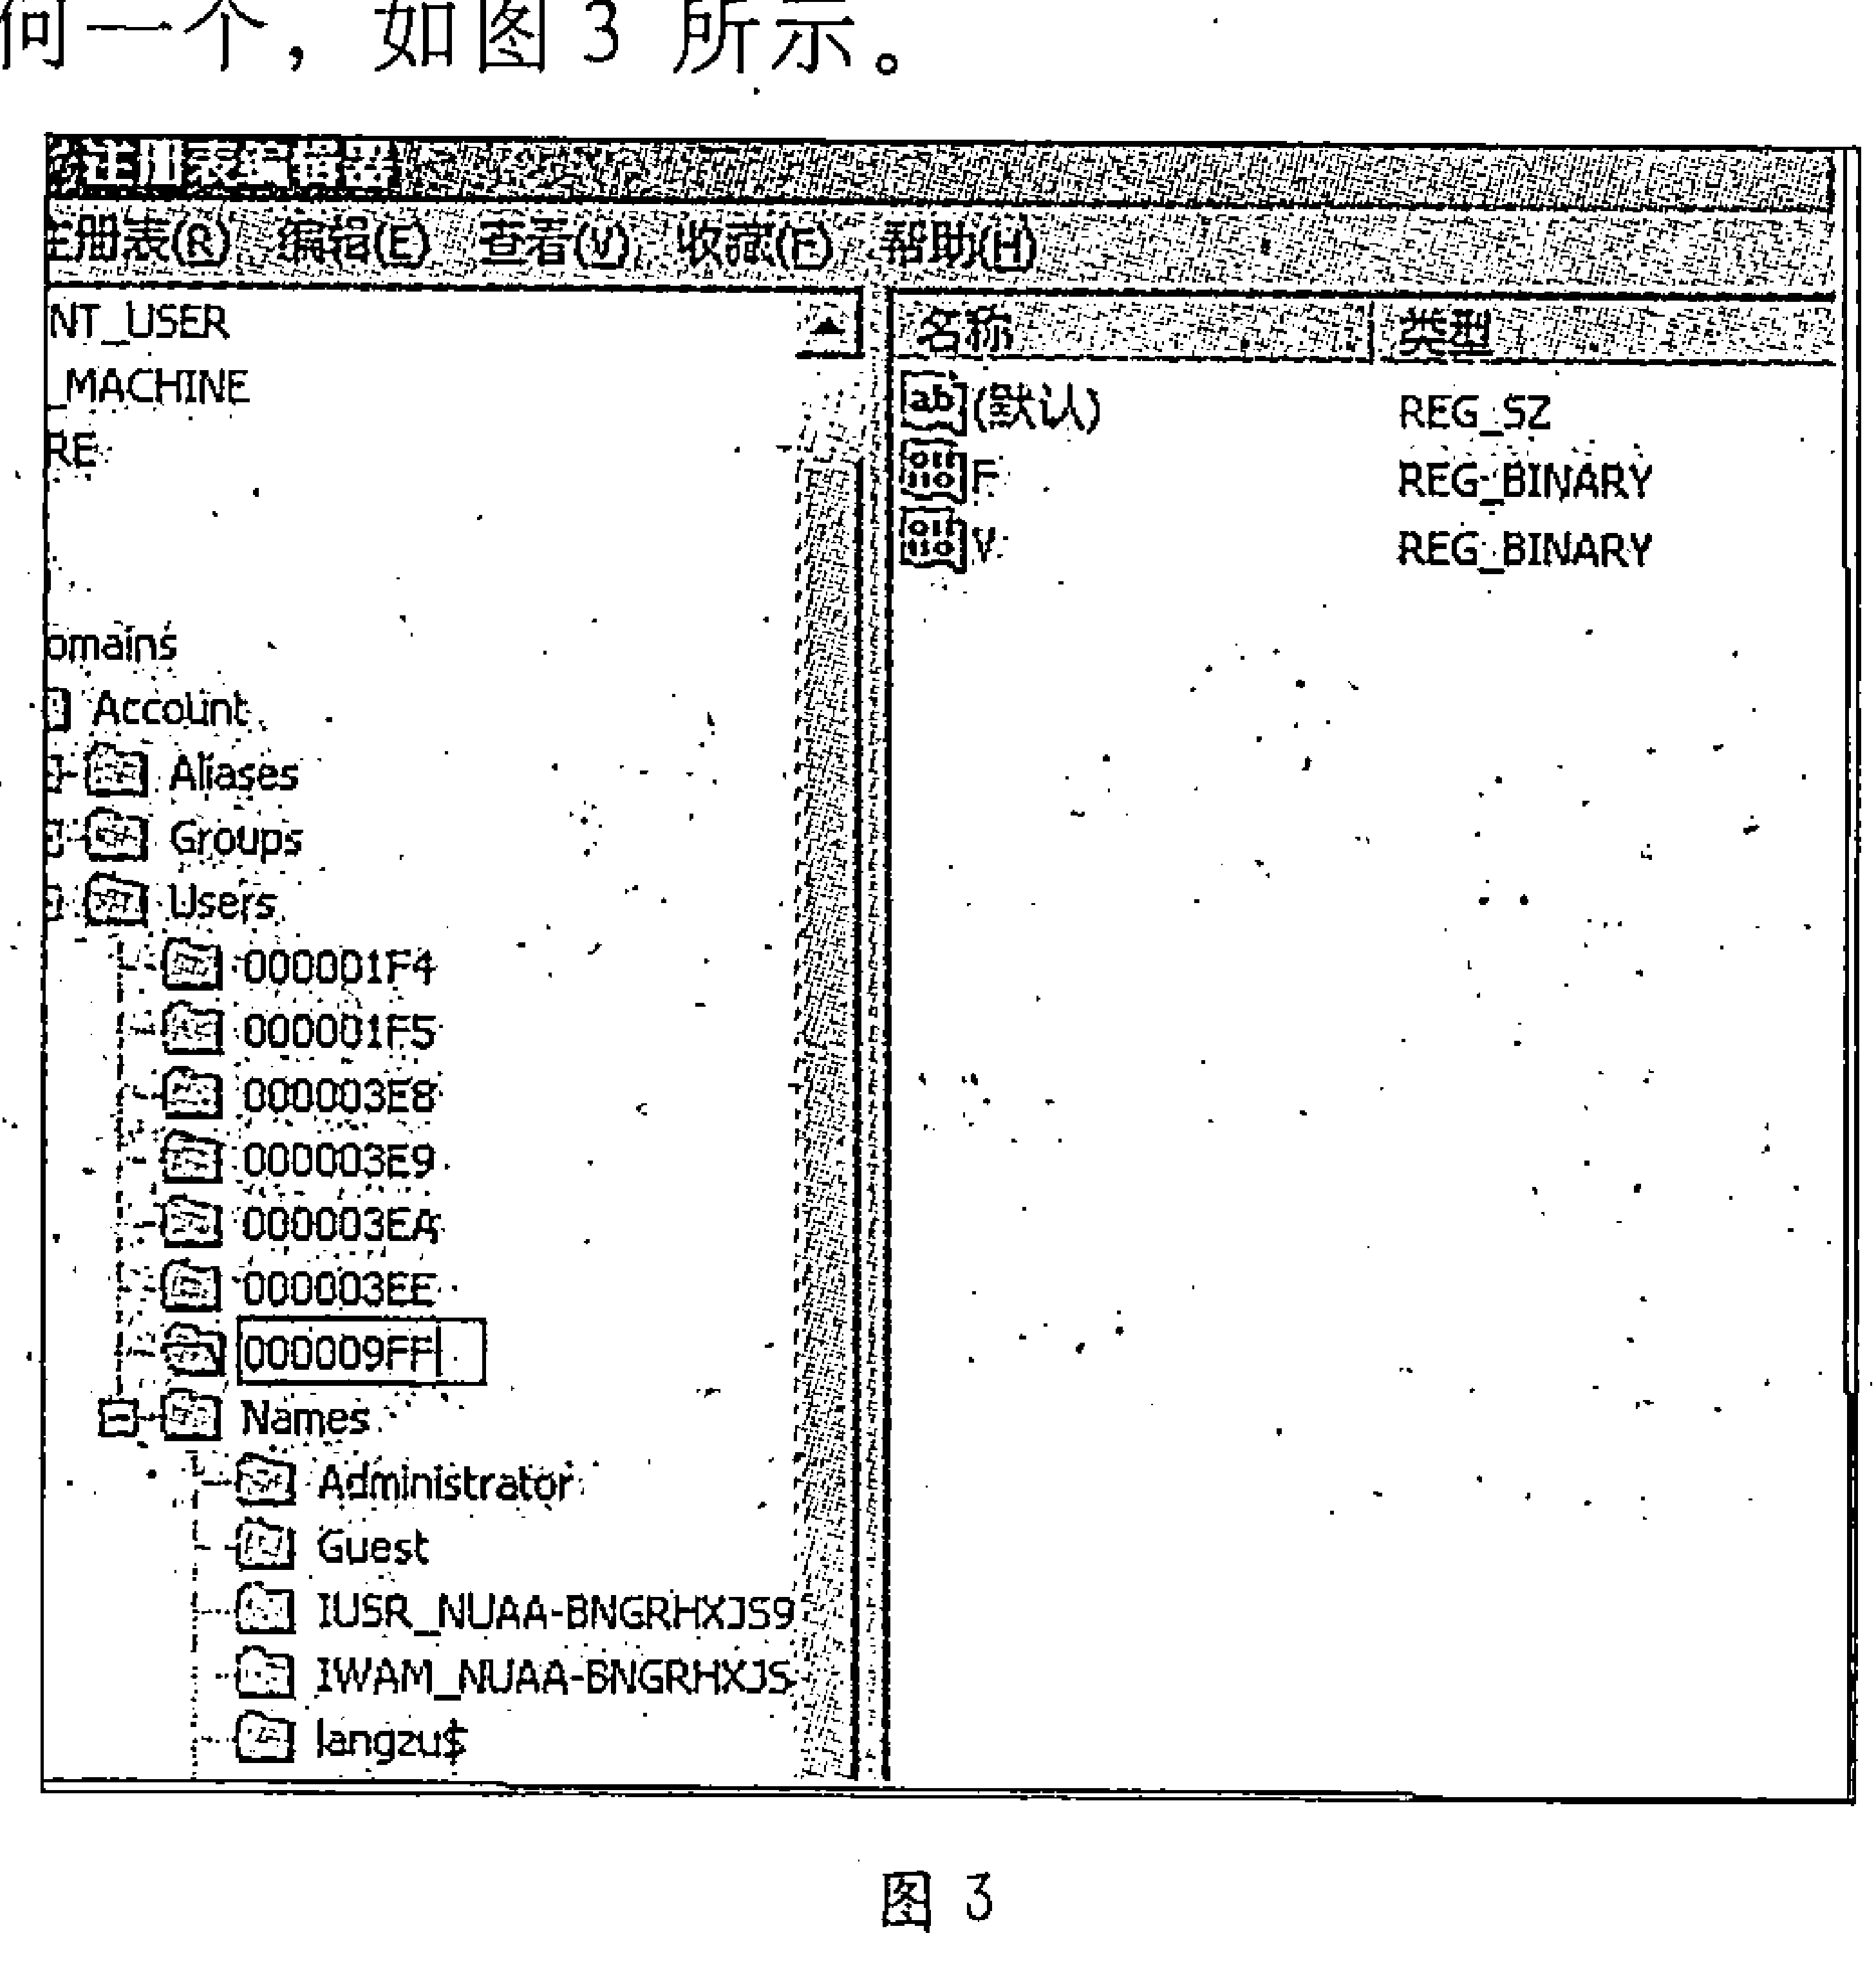 何一个，如图 3 所示。
注册表编辑器
注册表(R) 编辑(E) 查看(V) 收藏(F) 帮助(H)
NT_USER
_MACHINE
RE
omains
Account
Aliases
Groups
Users
000001F4
000001F5
000003E8
000003E9
000003EA
000003EE
000009FF
Names
Administrator
Guest
IUSR_NUAA-BNGRHXJS9
IWAM_NUAA-BNGRHXJS
langzu$
名称 类型
(默认) REG_SZ
F REG_BINARY
V REG_BINARY
图 3